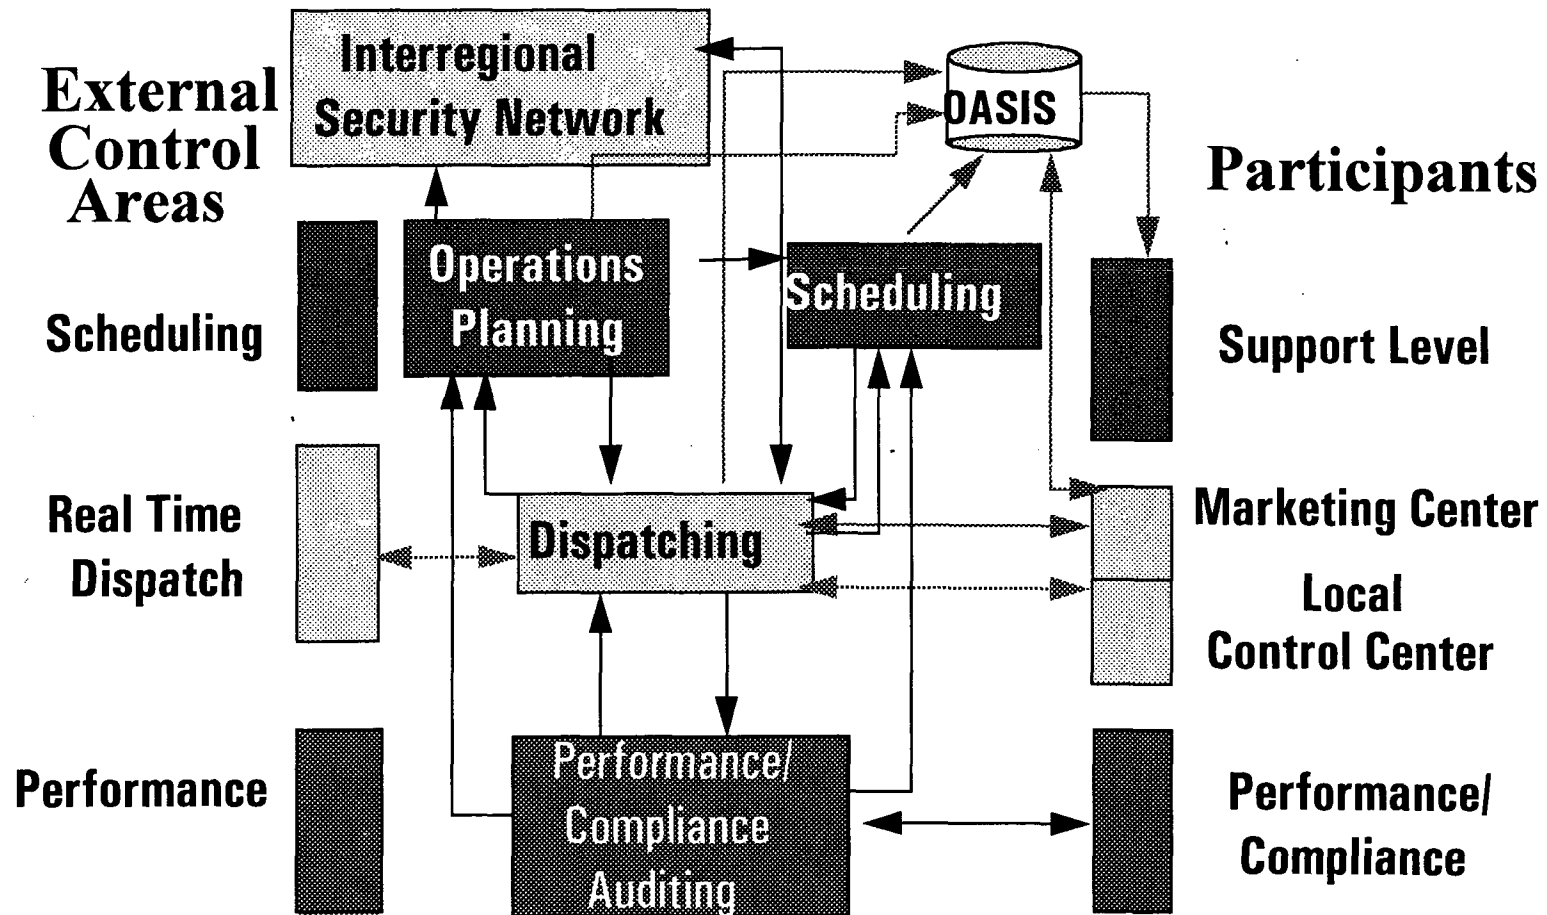 External
Control
Areas
Interregional
Security Network
OASIS
Participants
Scheduling
Operations
Planning
Scheduling
Support Level
Real Time
Dispatch
Dispatching
Marketing Center
Local
Control Center
Performance
Performance/
Compliance
Auditing
Performance/
Compliance